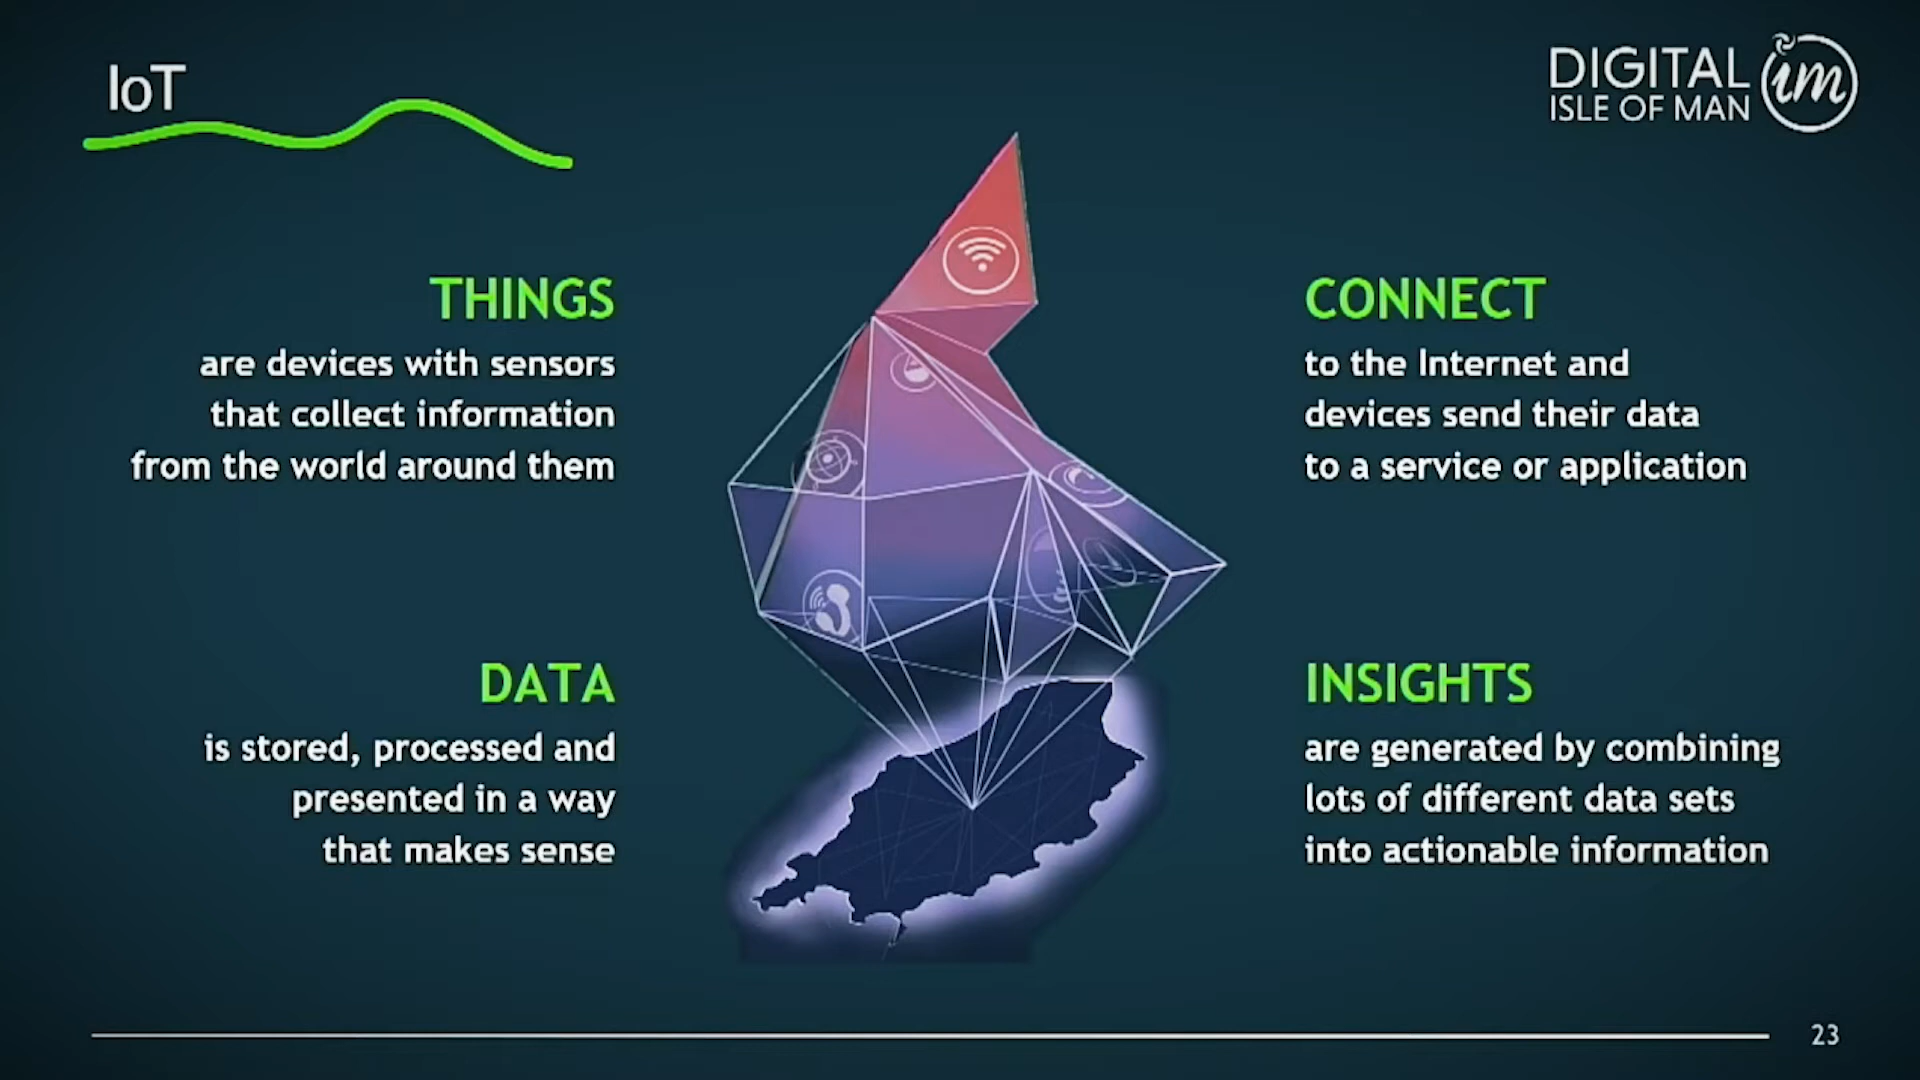 IoT
DIGITAL
ISLE OF MAN
im
THINGS
are devices with sensors
that collect information
from the world around them
CONNECT
to the Internet and
devices send their data
to a service or application
DATA
is stored, processed and
presented in a way
that makes sense
INSIGHTS
are generated by combining
lots of different data sets
into actionable information
23